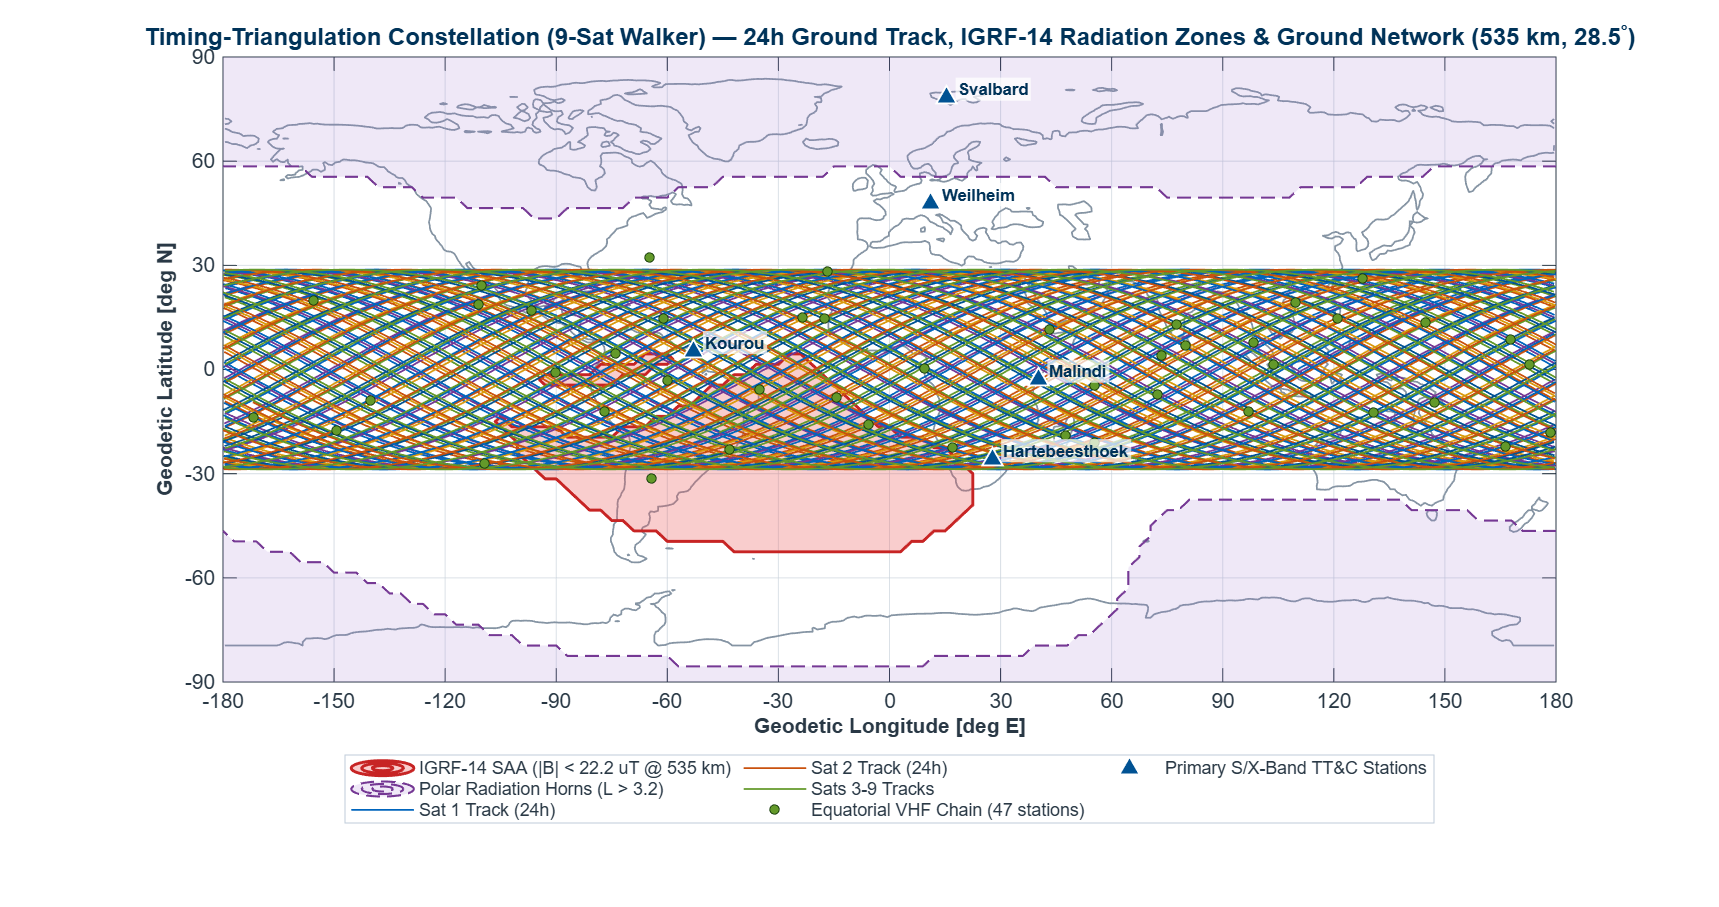 Timing-Triangulation Constellation (9-Sat Walker) — 24h Ground Track, IGRF-14 Radiation Zones & Ground Network (535 km, 28.5°)
90
60
30
0
-30
-60
-90
Geodetic Latitude [deg N]
Svalbard
Weilheim
Kourou
Malindi
Hartebeesthoek
-180 -150 -120 -90 -60 -30 0 30 60 90 120 150 180
Geodetic Longitude [deg E]
IGRF-14 SAA (|B| < 22.2 uT @ 535 km)
Polar Radiation Horns (L > 3.2)
Sat 1 Track (24h)
Sat 2 Track (24h)
Sats 3-9 Tracks
Equatorial VHF Chain (47 stations)
Primary S/X-Band TT&C Stations